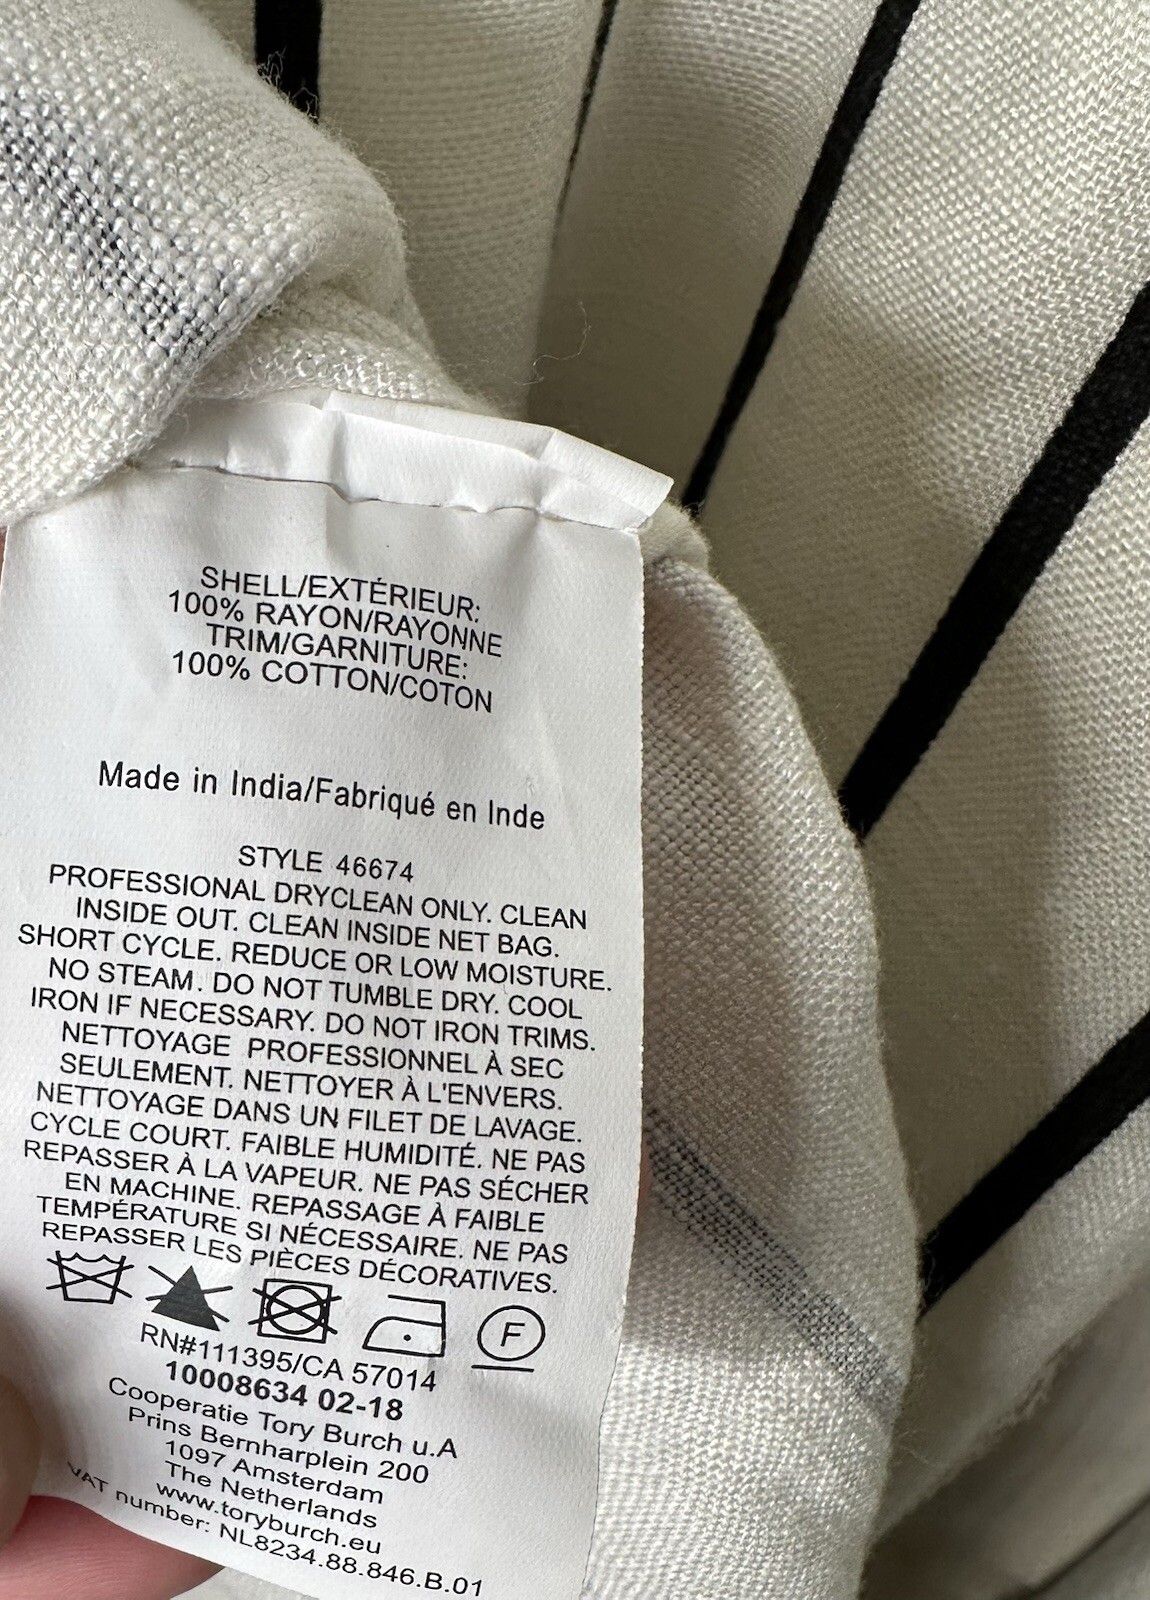 SHELL/EXTÉRIEUR:
100% RAYON/RAYONNE
TRIM/GARNITURE:
100% COTTON/COTON
Made in India/Fabriqué en Inde
STYLE 46674
PROFESSIONAL DRYCLEAN ONLY. CLEAN
INSIDE OUT. CLEAN INSIDE NET BAG.
SHORT CYCLE. REDUCE OR LOW MOISTURE.
NO STEAM. DO NOT TUMBLE DRY. COOL
IRON IF NECESSARY. DO NOT IRON TRIMS.
NETTOYAGE PROFESSIONNEL À SEC
SEULEMENT. NETTOYER À L'ENVERS.
NETTOYAGE DANS UN FILET DE LAVAGE.
CYCLE COURT. FAIBLE HUMIDITÉ. NE PAS
REPASSER À LA VAPEUR. NE PAS SÉCHER
EN MACHINE. REPASSAGE À FAIBLE
TEMPÉRATURE SI NÉCESSAIRE. NE PAS
REPASSER LES PIÈCES DÉCORATIVES.
F
RN#111395/CA 57014
10008634 02-18
Cooperatie Tory Burch u.A
Prins Bernharplein 200
1097 Amsterdam
The Netherlands
www.toryburch.eu
VAT number: NL8234.88.846.B.01